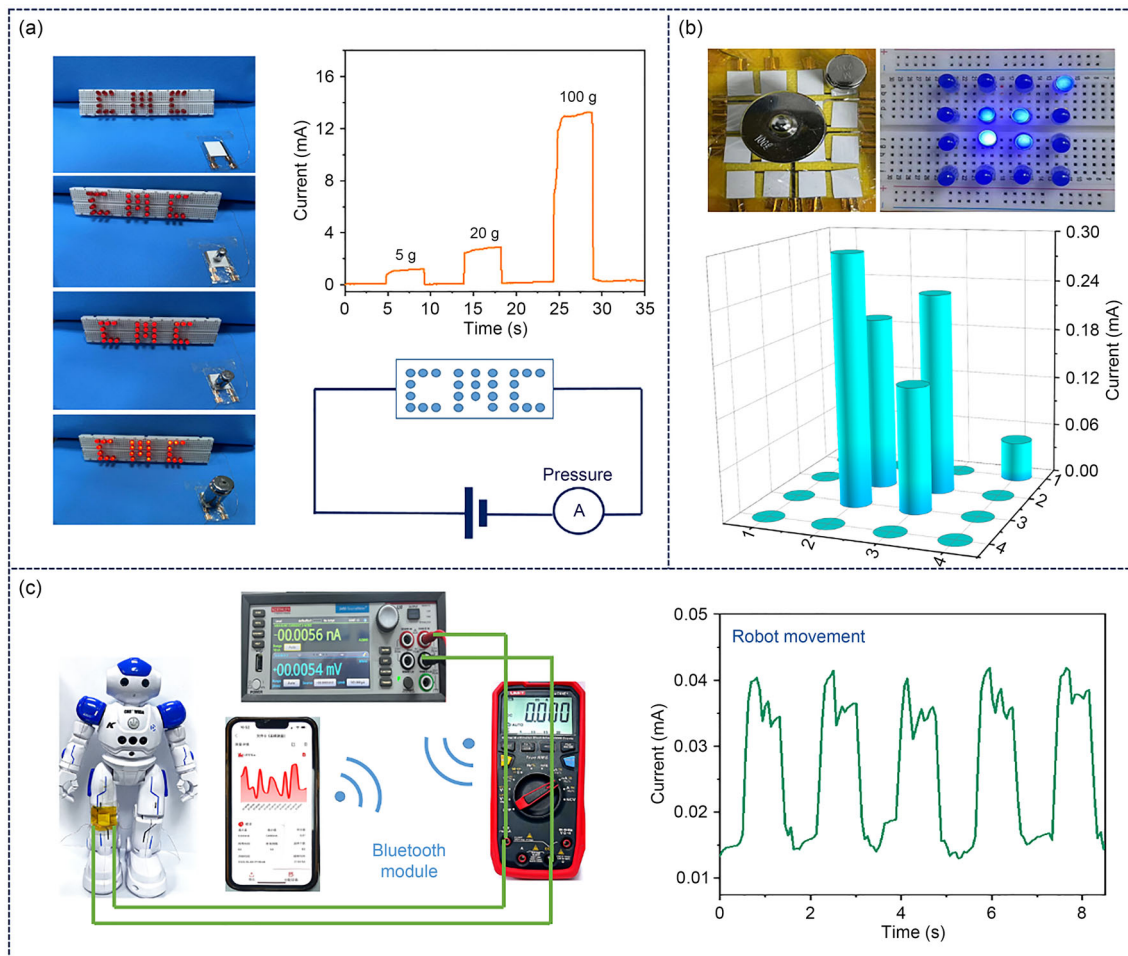 (a)
16
12
8
4
0
Current (mA)
5 g
20 g
100 g
0 5 10 15 20 25 30 35
Time (s)
Pressure
A
(b)
0.30
0.24
0.18
0.12
0.06
0.00
Current (mA)
1 2 3 4
1 2 3 4
(c)
-00.0056 nA
+00.0054 mV
0.000
Bluetooth
module
Robot movement
0.05
0.04
0.03
0.02
0.01
Current (mA)
0 2 4 6 8
Time (s)